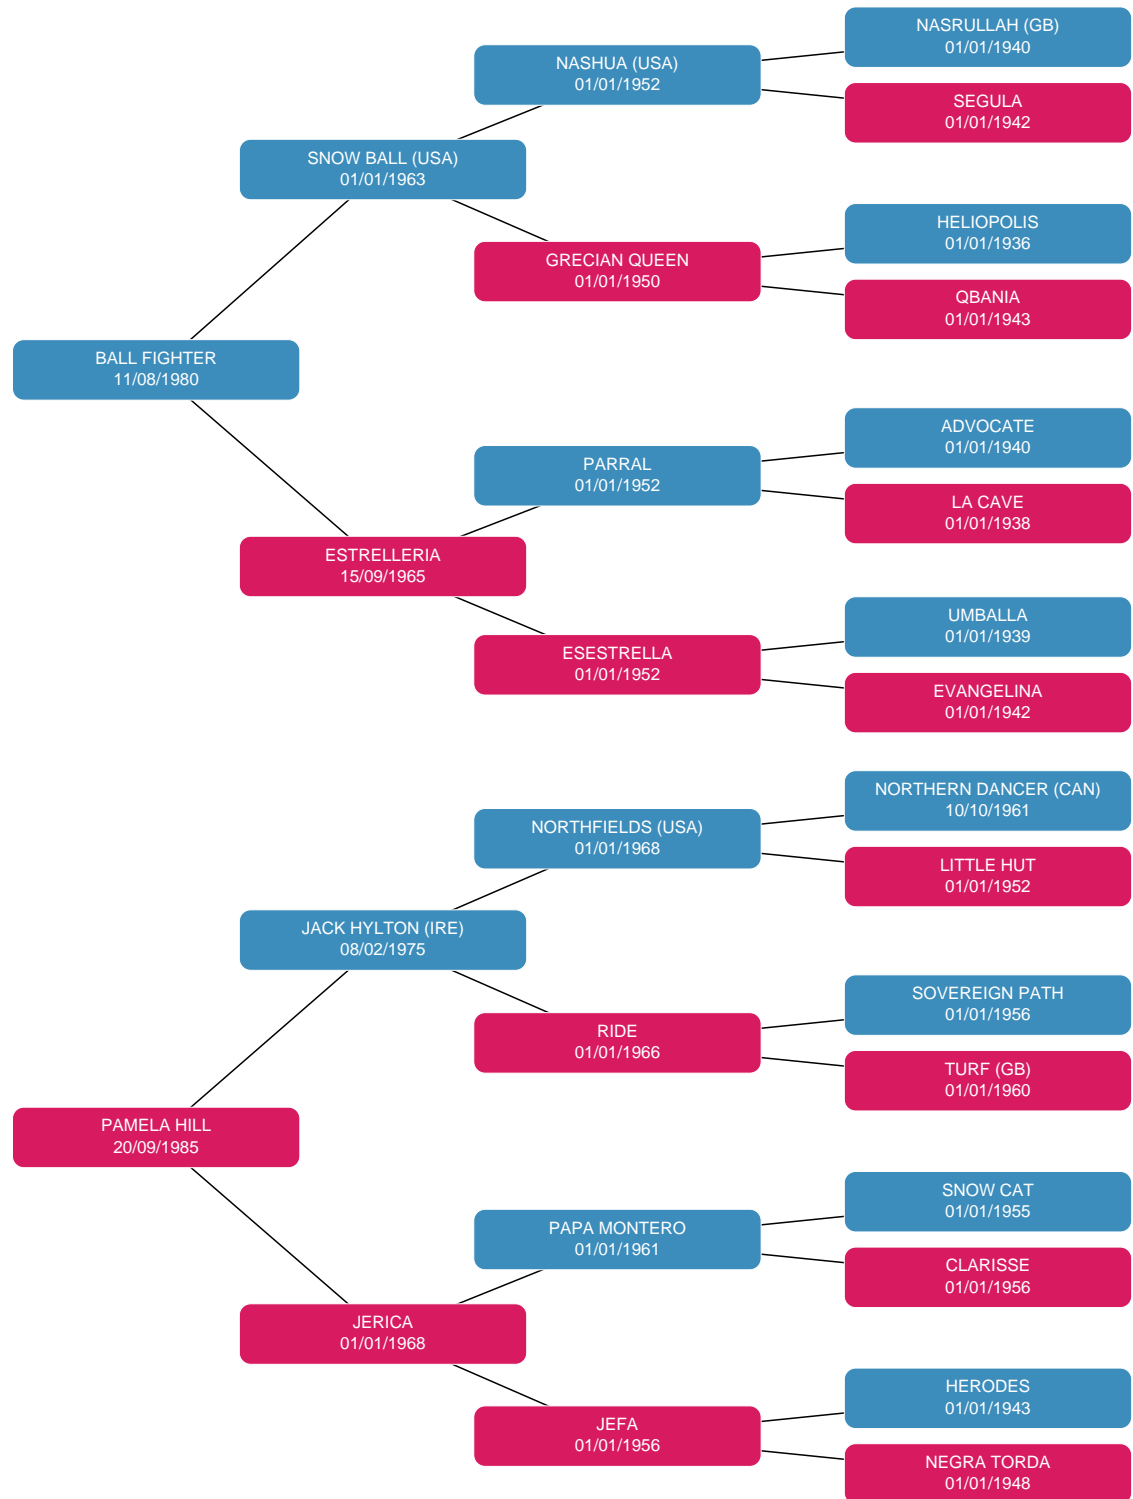 NASRULLAH (GB)
01/01/1940
NASHUA (USA)
01/01/1952
SEGULA
01/01/1942
SNOW BALL (USA)
01/01/1963
HELIOPOLIS
01/01/1936
GRECIAN QUEEN
01/01/1950
QBANIA
01/01/1943
BALL FIGHTER
11/08/1980
ADVOCATE
01/01/1940
PARRAL
01/01/1952
LA CAVE
01/01/1938
ESTRELLERIA
15/09/1965
UMBALLA
01/01/1939
ESESTRELLA
01/01/1952
EVANGELINA
01/01/1942
NORTHERN DANCER (CAN)
10/10/1961
NORTHFIELDS (USA)
01/01/1968
LITTLE HUT
01/01/1952
JACK HYLTON (IRE)
08/02/1975
SOVEREIGN PATH
01/01/1956
RIDE
01/01/1966
TURF (GB)
01/01/1960
PAMELA HILL
20/09/1985
SNOW CAT
01/01/1955
PAPA MONTERO
01/01/1961
CLARISSE
01/01/1956
JERICA
01/01/1968
HERODES
01/01/1943
JEFA
01/01/1956
NEGRA TORDA
01/01/1948